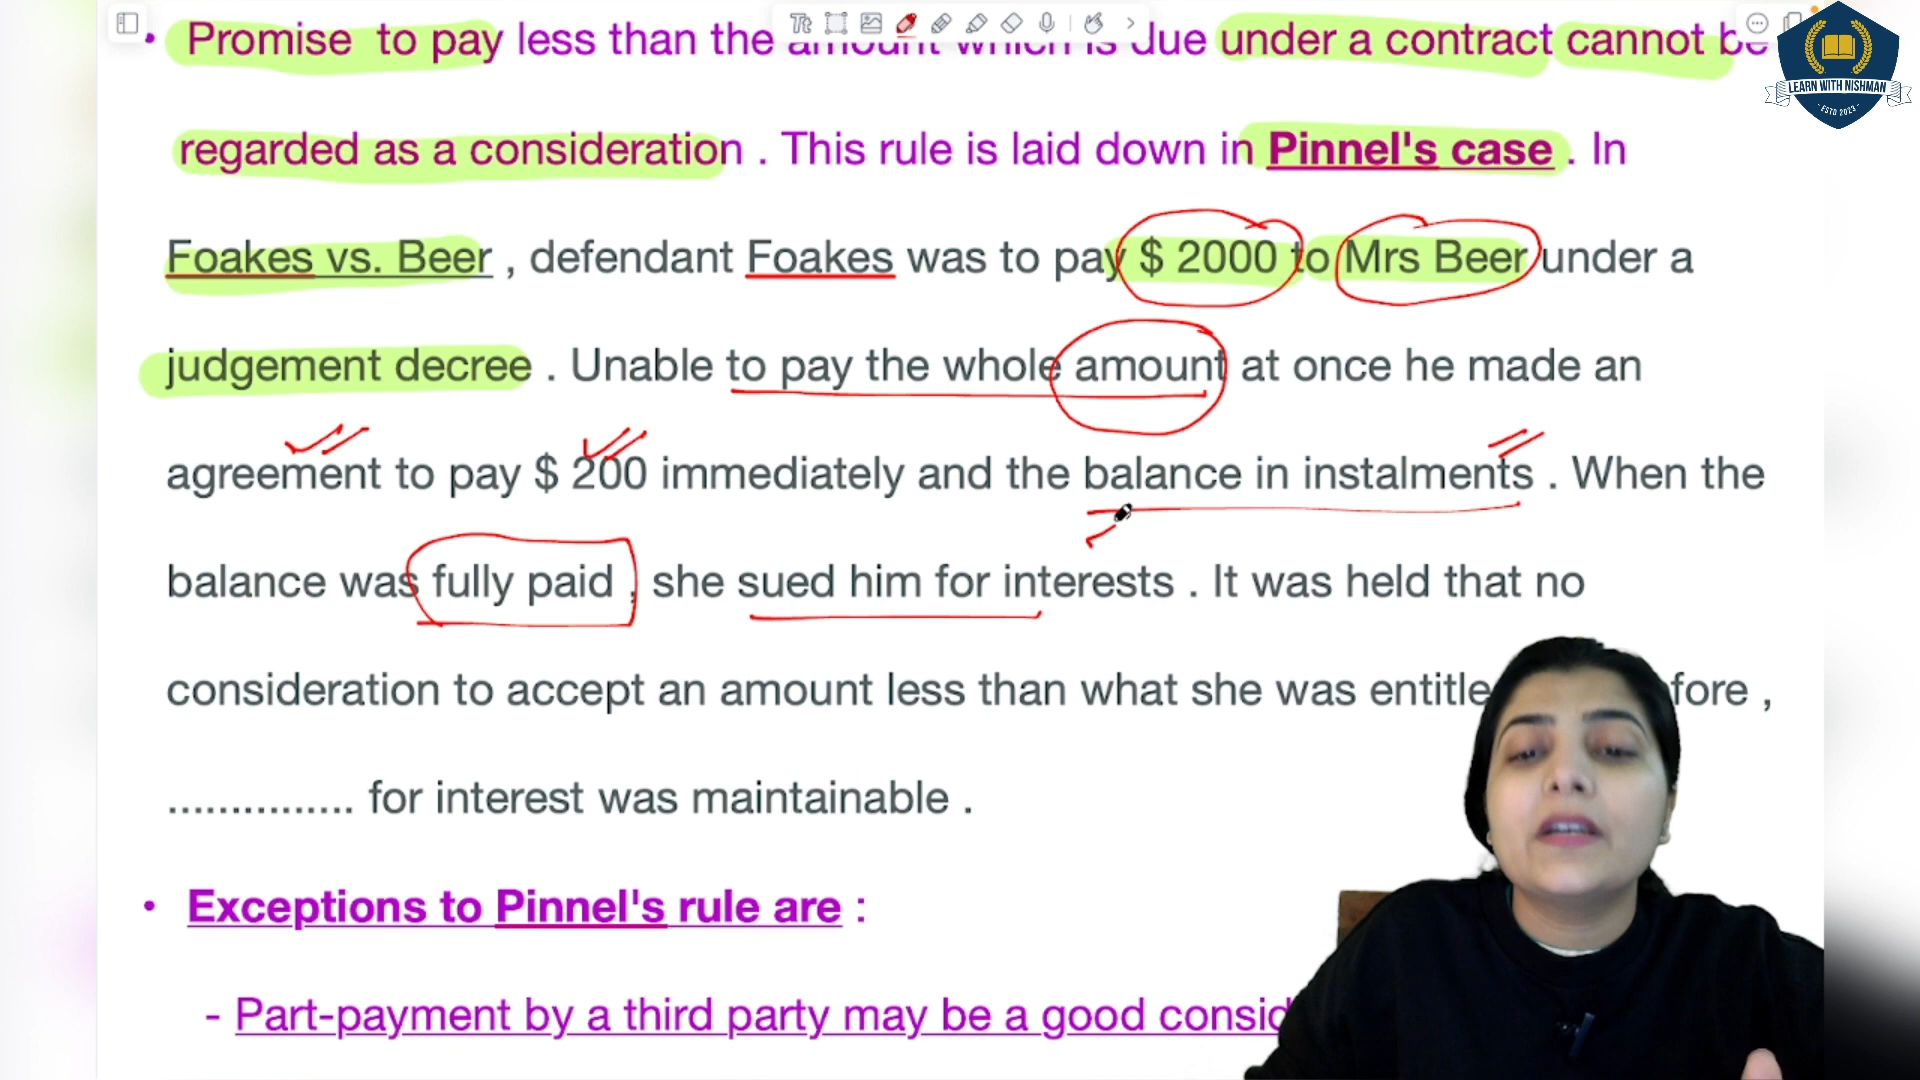 • Promise to pay less than the amount which is due under a contract cannot be
regarded as a consideration . This rule is laid down in Pinnel's case . In
Foakes vs. Beer , defendant Foakes was to pay $ 2000 to Mrs Beer under a
judgement decree . Unable to pay the whole amount at once he made an
agreement to pay $ 200 immediately and the balance in instalments . When the
balance was fully paid , she sued him for interests . It was held that no
consideration to accept an amount less than what she was entitle fore ,
............... for interest was maintainable .
• Exceptions to Pinnel's rule are :
- Part-payment by a third party may be a good consid
LEARN WITH NISHMAN
- ESTD 2023 -